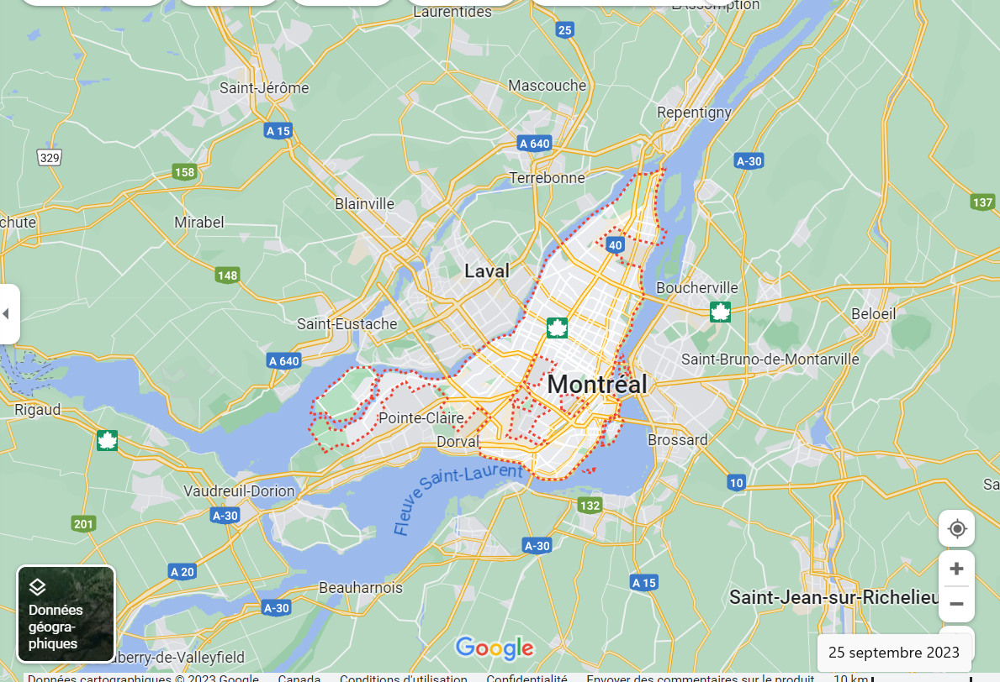 Laurentides
L'Assomption
25
Saint-Jérôme
Mascouche
Repentigny
A 15
A 640
329
A-30
158
Terrebonne
137
Blainville
chute
Mirabel
40
Laval
148
Boucherville
Beloeil
Saint-Eustache
A 640
Saint-Bruno-de-Montarville
Montréal
Rigaud
Pointe-Claire
Dorval
Brossard
Fleuve Saint-Laurent
10
Sa
Vaudreuil-Dorion
132
A-30
201
A-30
A 20
A 15
Beauharnois
Saint-Jean-sur-Richelieu
A-30
Données
géogra-
phiques
Google
25 septembre 2023
berry-de-Valleyfield
Données cartographiques © 2023 Google Canada Conditions d'utilisation Confidentialité Envoyer des commentaires sur le produit 10 km